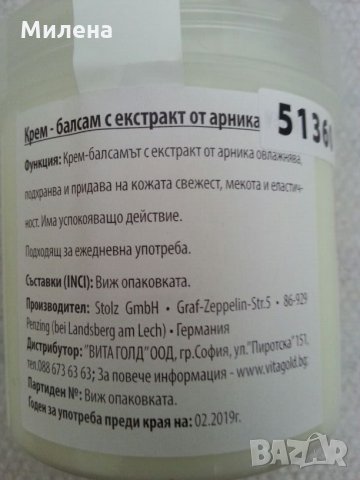 Милена
Крем - балсам с екстракт от арника
5136
Функция: Крем-балсамът с екстракт от арника овлажнява,
подхранва и придава на кожата свежест, мекота и еластич-
ност. Има успокояващо действие.
Подходящ за ежедневна употреба.
Съставки (INCI): Виж опаковката.
Производител: Stolz GmbH • Graf-Zeppelin-Str.5 • 86-929
Penzing (bei Landsberg am Lech) • Германия
Дистрибутор: "ВИТА ГОЛД" ООД, гр.София, ул."Пиротска" 151,
тел.088 673 63 63; За повече информация - www.vitagold.bg;
Партиден №: Виж опаковката.
Годен за употреба преди края на: 02.2019г.
BAZAR